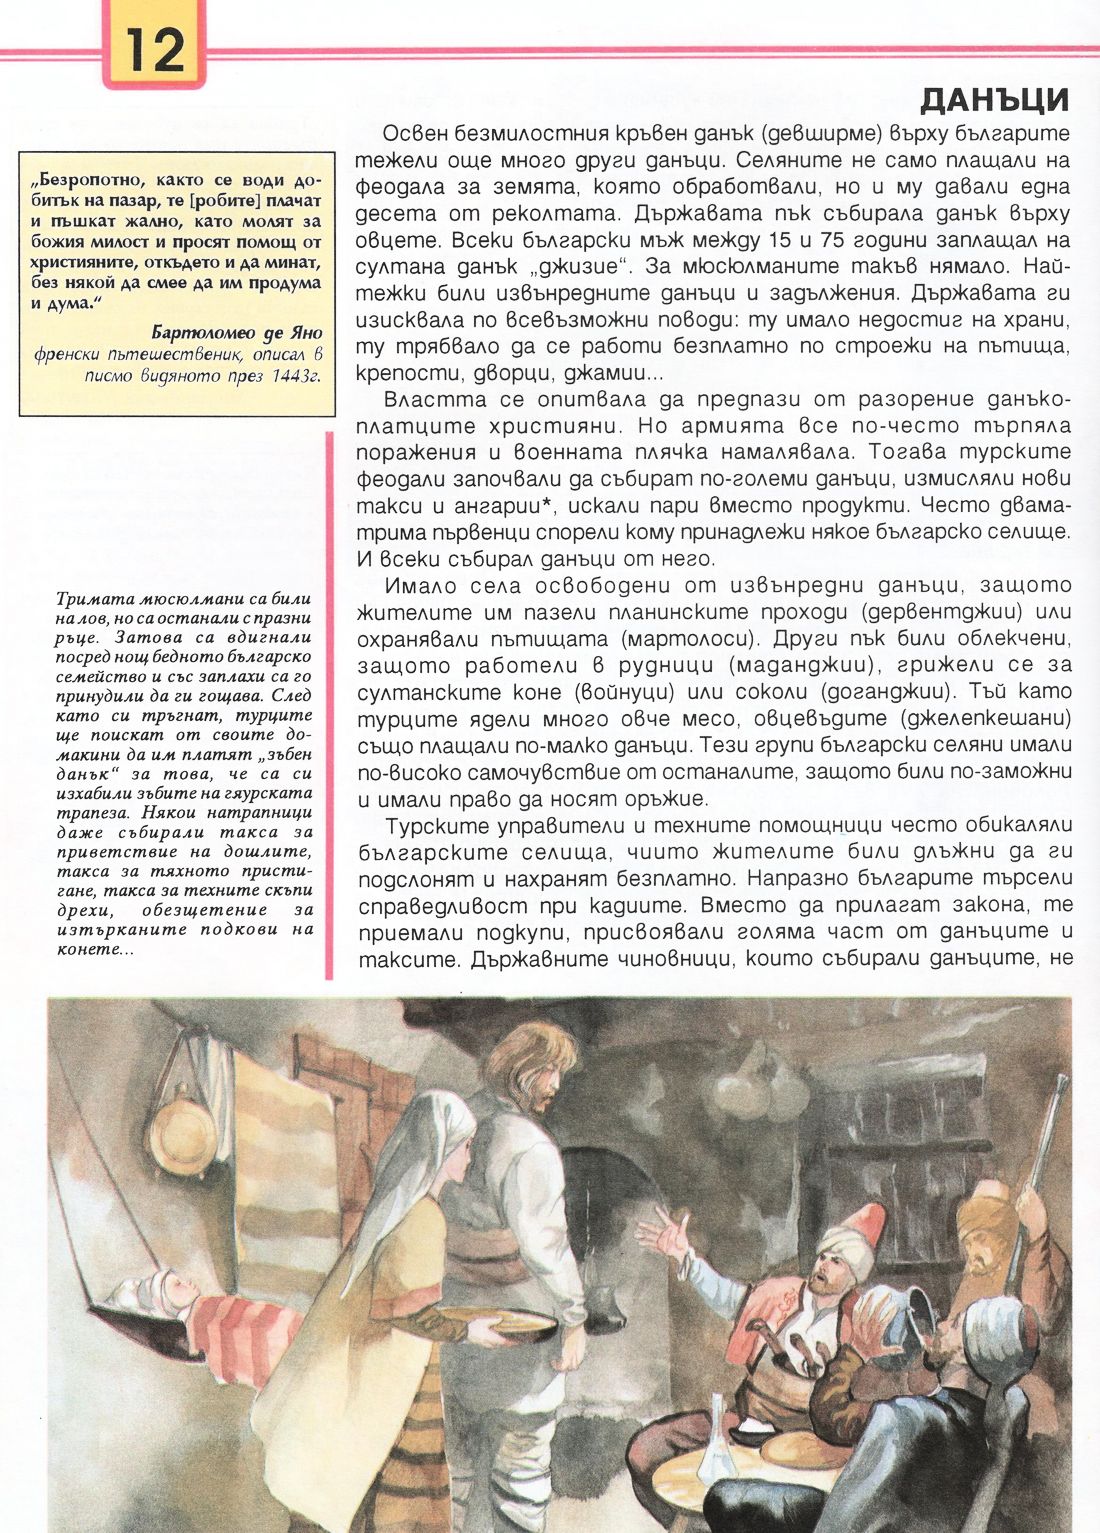 12
ДАНЪЦИ
„Безропотно, както се води до-
битък на пазар, те [робите] плачат
и пъшкат жално, като молят за
божия милост и просят помощ от
християните, откъдето и да минат,
без някой да смее да им продума
и дума.“
Бартоломео де Яно
френски пътешественик, описал в
писмо видяното през 1443г.
Освен безмилостния кръвен данък (девширме) върху българите
тежели още много други данъци. Селяните не само плащали на
феодала за земята, която обработвали, но и му давали една
десета от реколтата. Държавата пък събирала данък върху
овцете. Всеки български мъж между 15 и 75 години заплащал на
султана данък „джизие“. За мюсюлманите такъв нямало. Най-
тежки били извънредните данъци и задължения. Държавата ги
изисквала по всевъзможни поводи: ту имало недостиг на храни,
ту трябвало да се работи безплатно по строежи на пътища,
крепости, дворци, джамии...
Властта се опитвала да предпази от разорение данъко-
платците християни. Но армията все по-често търпяла
поражения и военната плячка намалявала. Тогава турските
феодали започвали да събират по-големи данъци, измисляли нови
такси и ангарии*, искали пари вместо продукти. Често двама-
трима първенци спорели кому принадлежи някое българско селище.
И всеки събирал данъци от него.
Имало села освободени от извънредни данъци, защото
жителите им пазели планинските проходи (дервентджии) или
охранявали пътищата (мартолоси). Други пък били облекчени,
защото работели в рудници (маданджии), грижели се за
султанските коне (войнуци) или соколи (доганджии). Тъй като
турците ядели много овче месо, овцевъдите (джелепкешани)
също плащали по-малко данъци. Тези групи български селяни имали
по-високо самочувствие от останалите, защото били по-заможни
и имали право да носят оръжие.
Турските управители и техните помощници често обикаляли
българските селища, чиито жителите били длъжни да ги
подслонят и нахранят безплатно. Напразно българите търсели
справедливост при кадиите. Вместо да прилагат закона, те
приемали подкупи, присвоявали голяма част от данъците и
таксите. Държавните чиновници, които събирали данъците, не
Тримата мюсюлмани са били
на лов, но са останали с празни
ръце. Затова са вдигнали
посред нощ бедното българско
семейство и със заплахи са го
принудили да ги гощава. След
като си тръгнат, турците
ще поискат от своите до-
макини да им платят „зъбен
данък“ за това, че са си
изхабили зъбите на гяурската
трапеза. Някои натрапници
даже събирали такса за
приветствие на дошлите,
такса за тяхното присти-
гане, такса за техните скъпи
дрехи, обезщетение за
изтърканите подкови на
конете...